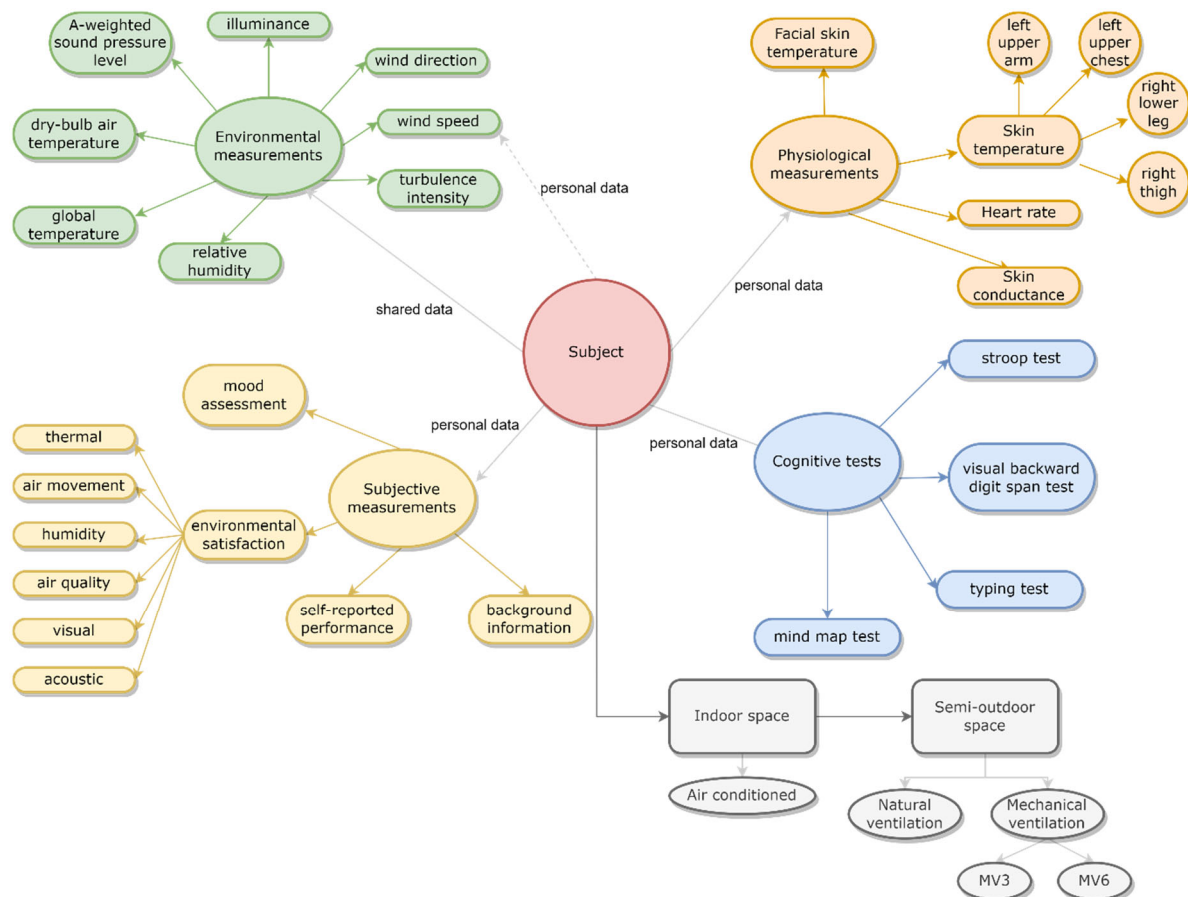 A-weighted
sound pressure
level
illuminance
wind direction
dry-bulb air
temperature
Environmental
measurements
wind speed
turbulence
intensity
global
temperature
relative
humidity
personal data
shared data
Facial skin
temperature
left
upper
arm
left
upper
chest
right
lower
leg
Skin
temperature
right
thigh
Physiological
measurements
Heart rate
Skin
conductance
personal data
Subject
mood
assessment
personal data
thermal
air movement
humidity
air quality
visual
acoustic
environmental
satisfaction
Subjective
measurements
self-reported
performance
background
information
personal data
Cognitive tests
stroop test
visual backward
digit span test
typing test
mind map test
Indoor space
Semi-outdoor
space
Air conditioned
Natural
ventilation
Mechanical
ventilation
MV3
MV6